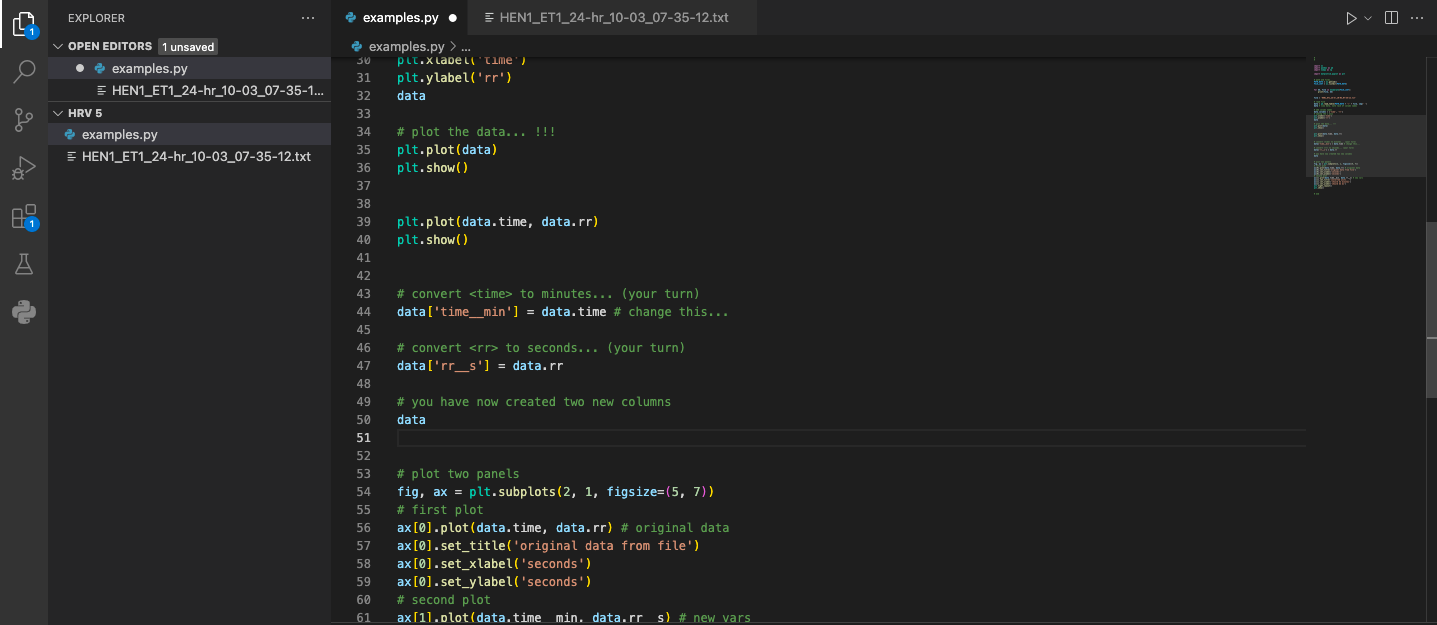 1
1
EXPLORER
OPEN EDITORS 1 unsaved
examples.py
HEN1_ET1_24-hr_10-03_07-35-1...
HRV 5
examples.py
HEN1_ET1_24-hr_10-03_07-35-12.txt
examples.py HEN1_ET1_24-hr_10-03_07-35-12.txt
examples.py > ...
30 plt.xlabel('time')
31 plt.ylabel('rr')
32 data
33
34 # plot the data... !!!
35 plt.plot(data)
36 plt.show()
37
38
39 plt.plot(data.time, data.rr)
40 plt.show()
41
42
43 # convert <time> to minutes... (your turn)
44 data['time__min'] = data.time # change this...
45
46 # convert <rr> to seconds... (your turn)
47 data['rr__s'] = data.rr
48
49 # you have now created two new columns
50 data
51
52
53 # plot two panels
54 fig, ax = plt.subplots(2, 1, figsize=(5, 7))
55 # first plot
56 ax[0].plot(data.time, data.rr) # original data
57 ax[0].set_title('original data from file')
58 ax[0].set_xlabel('seconds')
59 ax[0].set_ylabel('seconds')
60 # second plot
61 ax[1].plot(data.time__min, data.rr__s) # new vars